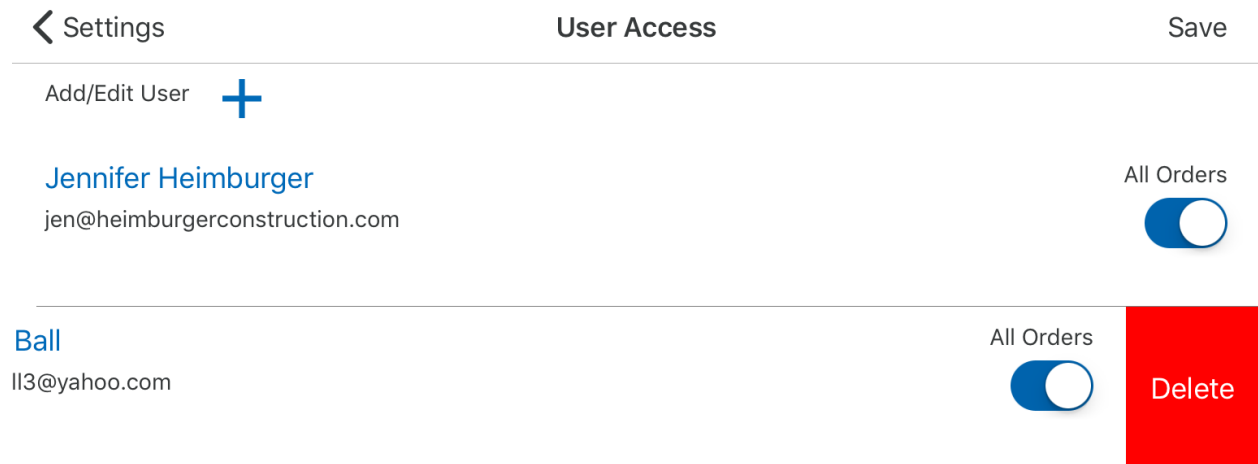 Settings
User Access
Save
Add/Edit User
Jennifer Heimburger
All Orders
jen@heimburgerconstruction.com
Ball
All Orders
ll3@yahoo.com
Delete